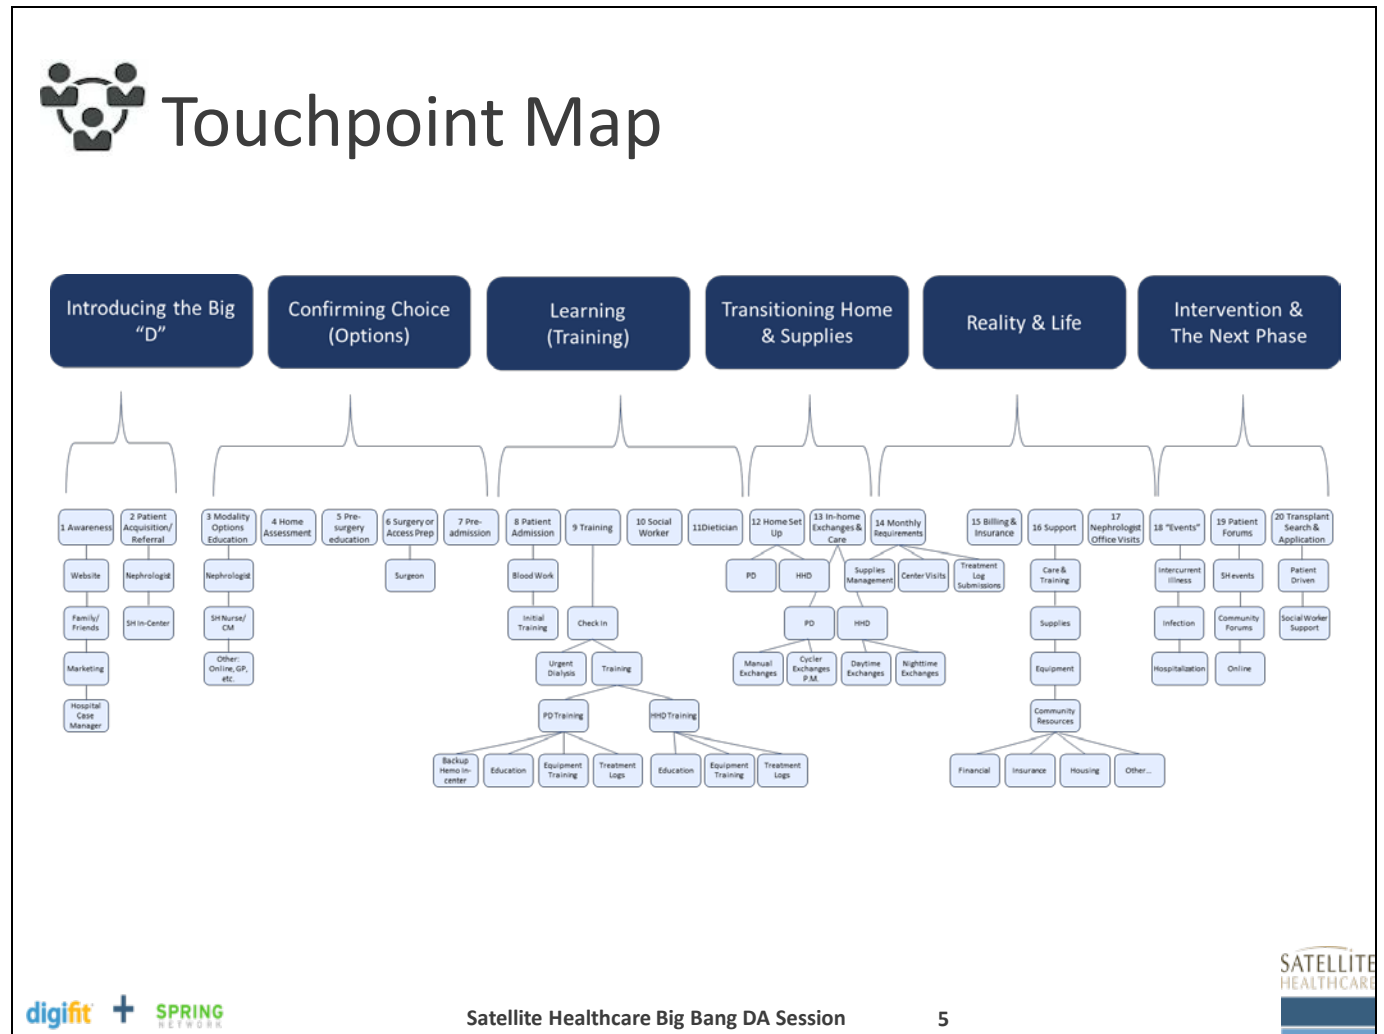 Touchpoint Map
Introducing the Big
“D”
Confirming Choice
(Options)
Learning
(Training)
Transitioning Home
& Supplies
Reality & Life
Intervention &
The Next Phase
1 Awareness
2 Patient
Acquisition/
Referral
3 Modality
Options
Education
4 Home
Assessment
5 Pre-
surgery
education
6 Surgery or
Access Prep
7 Pre-
admission
8 Patient
Admission
9 Training
10 Social
Worker
11Dietician
12 Home Set
Up
13 In-home
Exchanges &
Care
14 Monthly
Requirements
15 Billing &
Insurance
16 Support
17
Nephrologist
Office Visits
18 “Events”
19 Patient
Forums
20 Transplant
Search &
Application
Website
Nephrologist
Nephrologist
Surgeon
Blood Work
PD
HHD
Supplies
Management
Center Visits
Treatment
Log
Submissions
Care &
Training
Intercurrent
Illness
SH events
Patient
Driven
Family/
Friends
SH In-Center
SH Nurse/
CM
Initial
Training
Check In
PD
HHD
Supplies
Infection
Community
Forums
Social Worker
Support
Marketing
Other:
Online, GP,
etc.
Urgent
Dialysis
Training
Manual
Exchanges
Cycler
Exchanges
P.M.
Daytime
Exchanges
Nighttime
Exchanges
Equipment
Hospitalization
Online
Hospital
Case
Manager
PD Training
HHD Training
Community
Resources
Backup
Hemo In-
center
Education
Equipment
Training
Treatment
Logs
Education
Equipment
Training
Treatment
Logs
Financial
Insurance
Housing
Other...
SATELLITE
HEALTHCARE
digifit + SPRING
NETWORK
Satellite Healthcare Big Bang DA Session 5